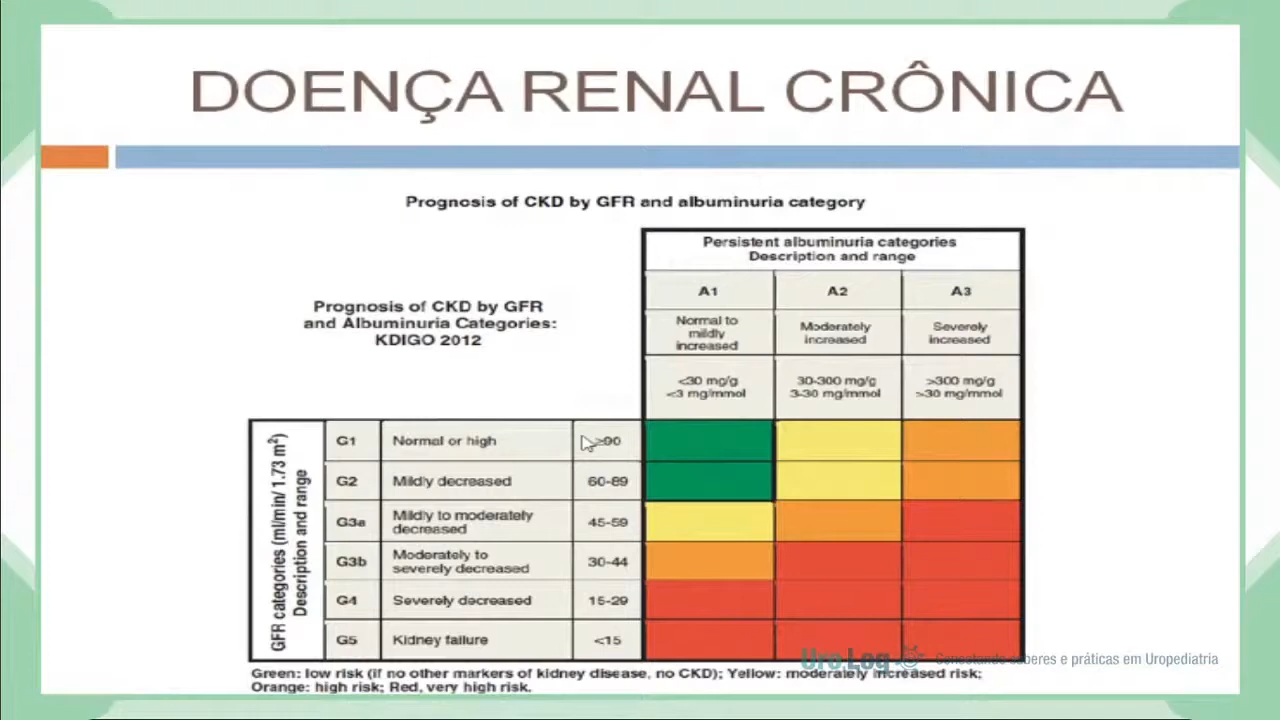 DOENÇA RENAL CRÔNICA
Prognosis of CKD by GFR and albuminuria category
Prognosis of CKD by GFR
and Albuminuria Categories:
KDIGO 2012
Persistent albuminuria categories
Description and range
A1
A2
A3
Normal to
mildly
increased
Moderately
increased
Severely
increased
<30 mg/g
<3 mg/mmol
30-300 mg/g
3-30 mg/mmol
>300 mg/g
>30 mg/mmol
GFR categories (ml/min/ 1.73 m²)
Description and range
G1
Normal or high
≥90
G2
Mildly decreased
60-89
G3a
Mildly to moderately
decreased
45-59
G3b
Moderately to
severely decreased
30-44
G4
Severely decreased
15-29
G5
Kidney failure
<15
Uro.Log
Conectando saberes e práticas em Uropediatria
Green: low risk (if no other markers of kidney disease, no CKD); Yellow: moderately increased risk;
Orange: high risk; Red, very high risk.